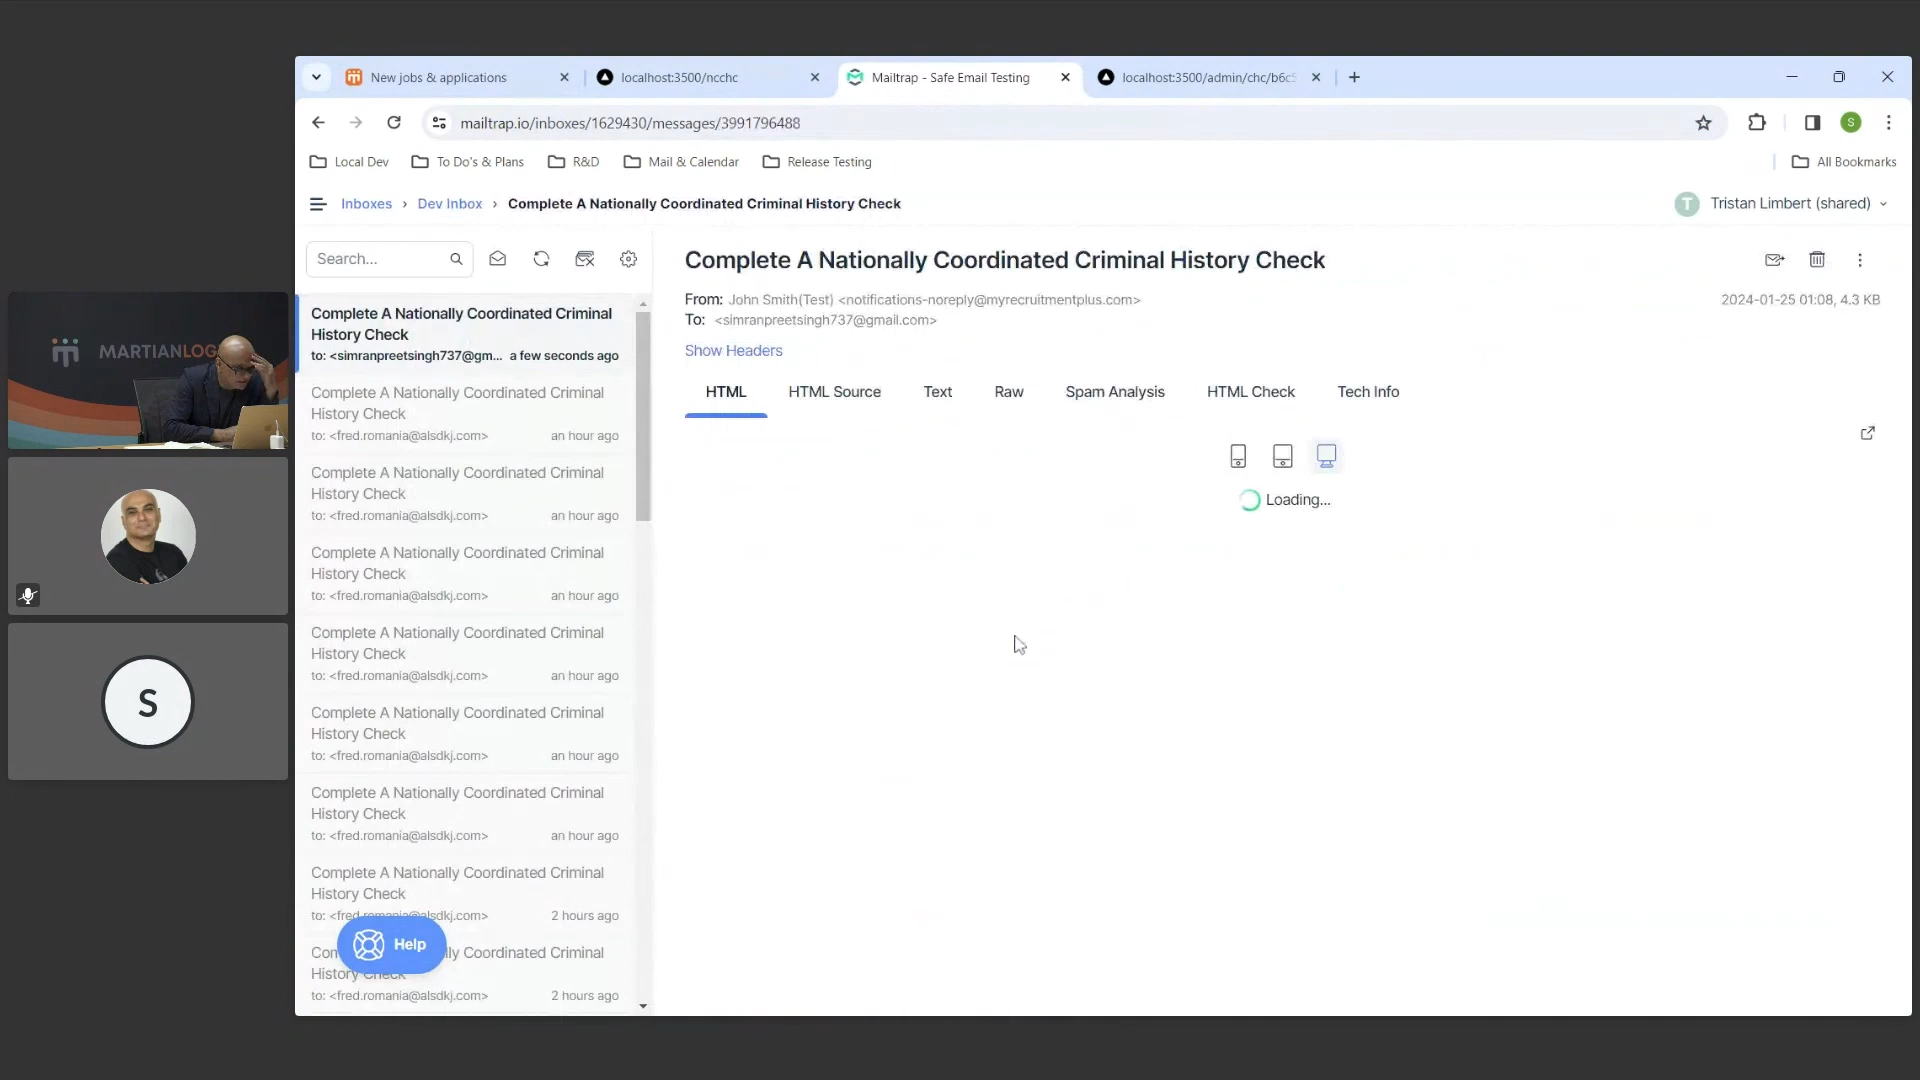 New jobs & applications
localhost:3500/ncchc
Mailtrap - Safe Email Testing
localhost:3500/admin/chc/b6c5
mailtrap.io/inboxes/1629430/messages/3991796488
S
Local Dev
To Do's & Plans
R&D
Mail & Calendar
Release Testing
All Bookmarks
Inboxes › Dev Inbox › Complete A Nationally Coordinated Criminal History Check
T
Tristan Limbert (shared)
Search...
Complete A Nationally Coordinated Criminal
History Check
to: <simranpreetsingh737@gm... a few seconds ago
Complete A Nationally Coordinated Criminal
History Check
to: <fred.romania@alsdkj.com> an hour ago
Complete A Nationally Coordinated Criminal
History Check
to: <fred.romania@alsdkj.com> an hour ago
Complete A Nationally Coordinated Criminal
History Check
to: <fred.romania@alsdkj.com> an hour ago
Complete A Nationally Coordinated Criminal
History Check
to: <fred.romania@alsdkj.com> an hour ago
Complete A Nationally Coordinated Criminal
History Check
to: <fred.romania@alsdkj.com> an hour ago
Complete A Nationally Coordinated Criminal
History Check
to: <fred.romania@alsdkj.com> an hour ago
Complete A Nationally Coordinated Criminal
History Check
to: <fred.romania@alsdkj.com> 2 hours ago
Con
ly Coordinated Criminal
History Check
to: <fred.romania@alsdkj.com> 2 hours ago
Help
Complete A Nationally Coordinated Criminal History Check
From: John Smith(Test) <notifications-noreply@myrecruitmentplus.com>
2024-01-25 01:08, 4.3 KB
To: <simranpreetsingh737@gmail.com>
Show Headers
HTML
HTML Source
Text
Raw
Spam Analysis
HTML Check
Tech Info
Loading...
MARTIANLOG
S